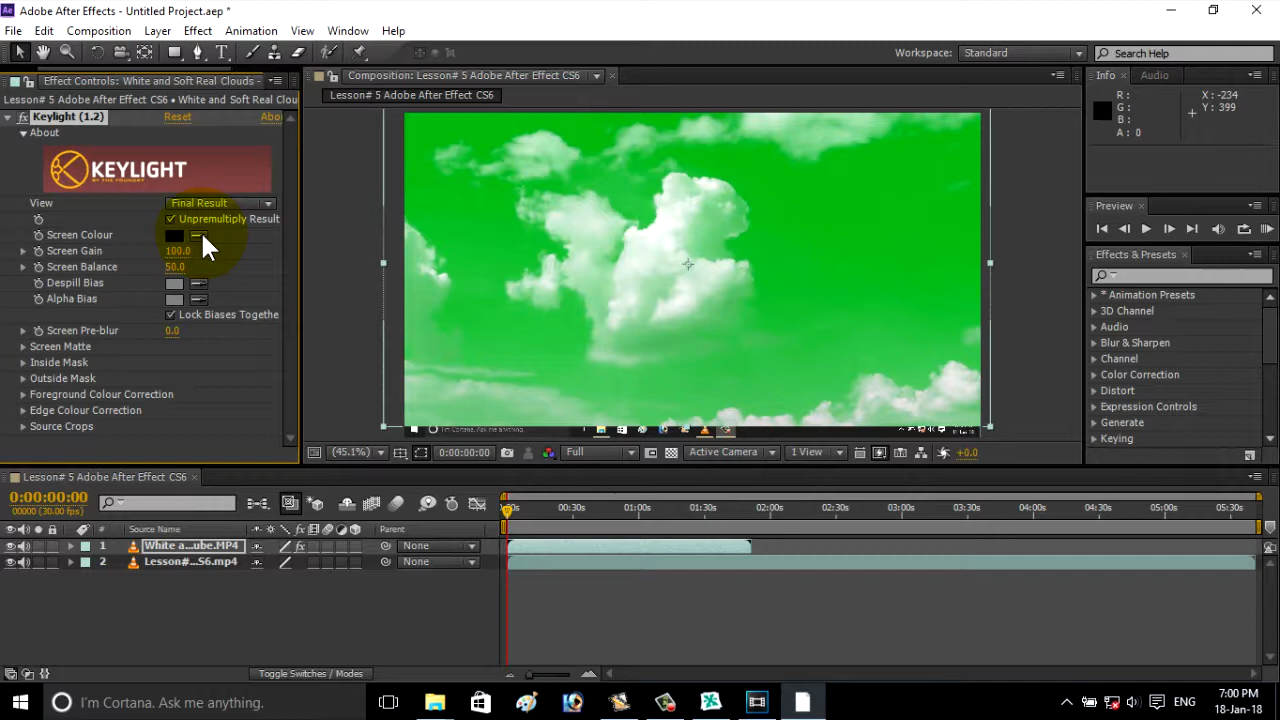 Adobe After Effects - Untitled Project.aep *
File Edit Composition Layer Effect Animation View Window Help
Workspace: Standard Search Help
Effect Controls: White and Soft Real Clouds -
Composition: Lesson# 5 Adobe After Effect CS6
Info Audio
Lesson# 5 Adobe After Effect CS6 • White and Soft Real Clou
Lesson# 5 Adobe After Effect CS6
R: X: -234
G: Y: 399
B:
A: 0
Keylight (1.2) Reset Abo
About
KEYLIGHT
BY THE FOUNDRY
View Final Result
Unpremultiply Result
Screen Colour
Screen Gain 100.0
Screen Balance 50.0
Despill Bias
Alpha Bias
Lock Biases Togethe
Screen Pre-blur 0.0
Screen Matte
Inside Mask
Outside Mask
Foreground Colour Correction
Edge Colour Correction
Source Crops
Preview
Effects & Presets
* Animation Presets
3D Channel
Audio
Blur & Sharpen
Channel
Color Correction
Distort
Expression Controls
Generate
Keying
I'm Cortana. Ask me anything.
(45.1%) 0:00:00:00 Full Active Camera 1 View +0.0
Lesson# 5 Adobe After Effect CS6
0:00:00:00
00000 (30.00 fps)
00:30s 01:00s 01:30s 02:00s 02:30s 03:00s 03:30s 04:00s 04:30s 05:00s 05:30s
# Source Name Parent
1 White a...ube.MP4 None
2 Lesson#...S6.mp4 None
Toggle Switches / Modes
I'm Cortana. Ask me anything.
ENG
7:00 PM
18-Jan-18